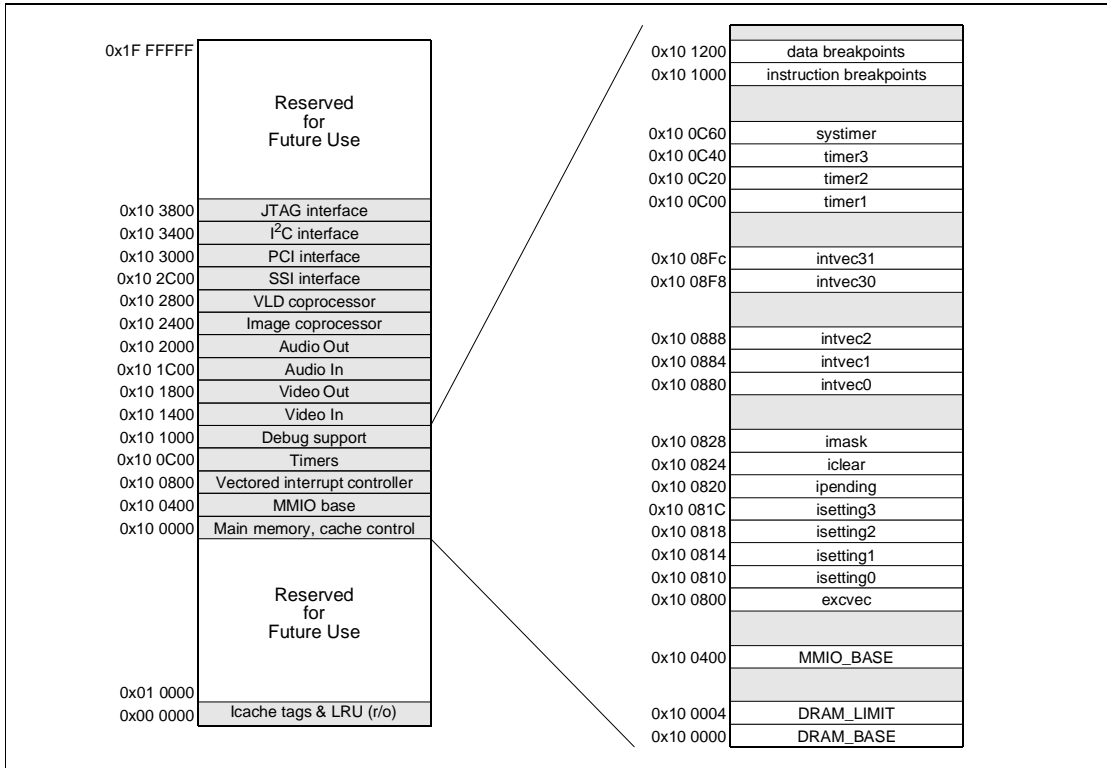 0x1F FFFFF
Reserved
for
Future Use
0x10 3800 JTAG interface
0x10 3400 I²C interface
0x10 3000 PCI interface
0x10 2C00 SSI interface
0x10 2800 VLD coprocessor
0x10 2400 Image coprocessor
0x10 2000 Audio Out
0x10 1C00 Audio In
0x10 1800 Video Out
0x10 1400 Video In
0x10 1000 Debug support
0x10 0C00 Timers
0x10 0800 Vectored interrupt controller
0x10 0400 MMIO base
0x10 0000 Main memory, cache control
Reserved
for
Future Use
0x01 0000
0x00 0000 Icache tags & LRU (r/o)
0x10 1200 data breakpoints
0x10 1000 instruction breakpoints
0x10 0C60 systimer
0x10 0C40 timer3
0x10 0C20 timer2
0x10 0C00 timer1
0x10 08Fc intvec31
0x10 08F8 intvec30
0x10 0888 intvec2
0x10 0884 intvec1
0x10 0880 intvec0
0x10 0828 imask
0x10 0824 iclear
0x10 0820 ipending
0x10 081C isetting3
0x10 0818 isetting2
0x10 0814 isetting1
0x10 0810 isetting0
0x10 0800 excvec
0x10 0400 MMIO_BASE
0x10 0004 DRAM_LIMIT
0x10 0000 DRAM_BASE